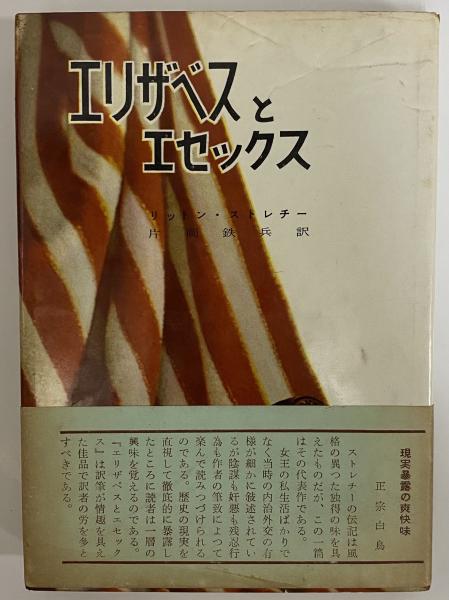 エリザベスと
エセックス
リットン・ストレチー
片岡鉄兵訳
現実暴露の爽快味
正宗白鳥
ストレチーの伝記は風
格の異つた独得の味を具
えたものだが、この一篇
はその代表作である。
女王の私生活ばかりで
なく当時の内治外交の有
様が細かに敍述されてい
るが陰謀も奸悪も残忍行
為も作者の筆致によつて
楽んで読みつづけられる
のである。歴史の現実を
直視して徹底的に暴露し
たところに読者は一層の
興味を覚えるのである。
『エリザベスとエセック
ス』は訳筆が情趣を具え
た佳品で訳者の労を多と
すべきである。